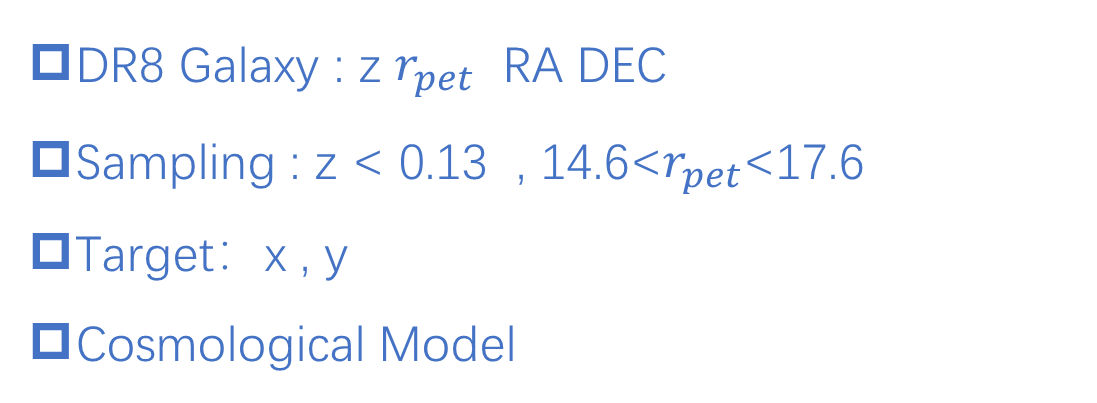 DR8 Galaxy : z r_pet RA DEC
Sampling : z < 0.13 , 14.6<r_pet<17.6
Target： x , y
Cosmological Model